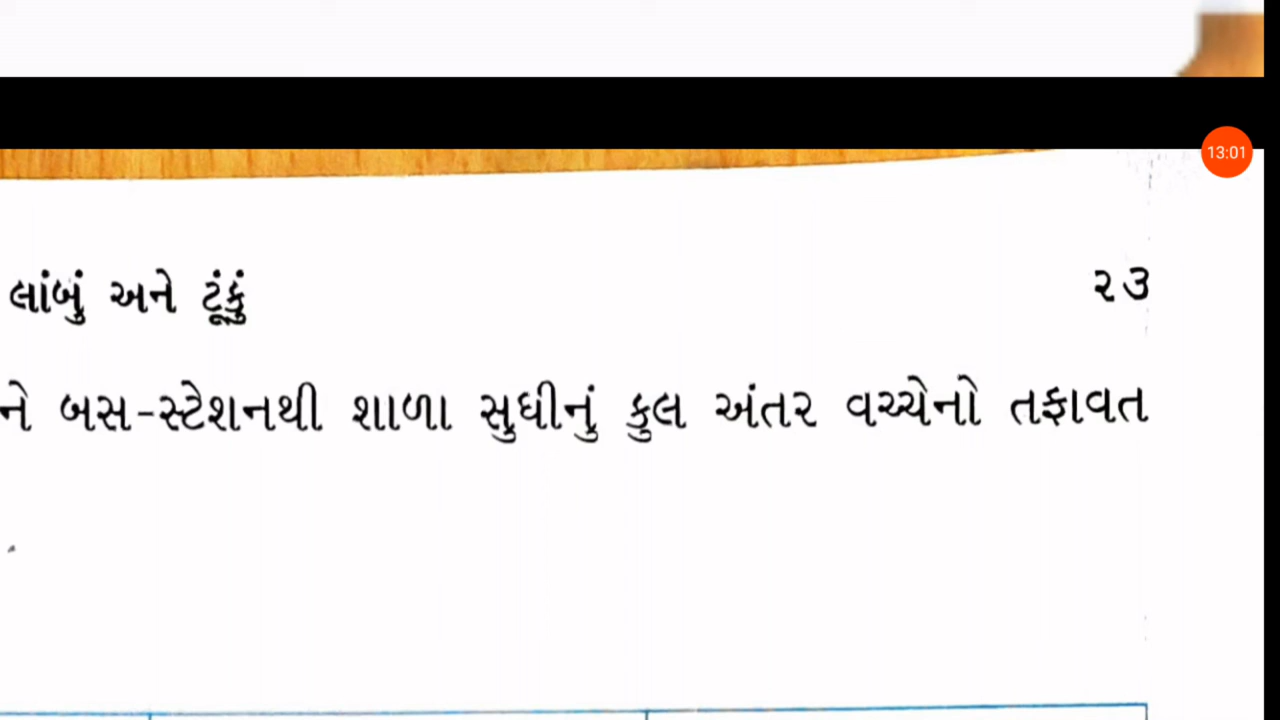 13:01
લાંબું અને ટૂંકું ૨૩
ને બસ-સ્ટેશનથી શાળા સુધીનું કુલ અંતર વચ્ચેનો તફાવત